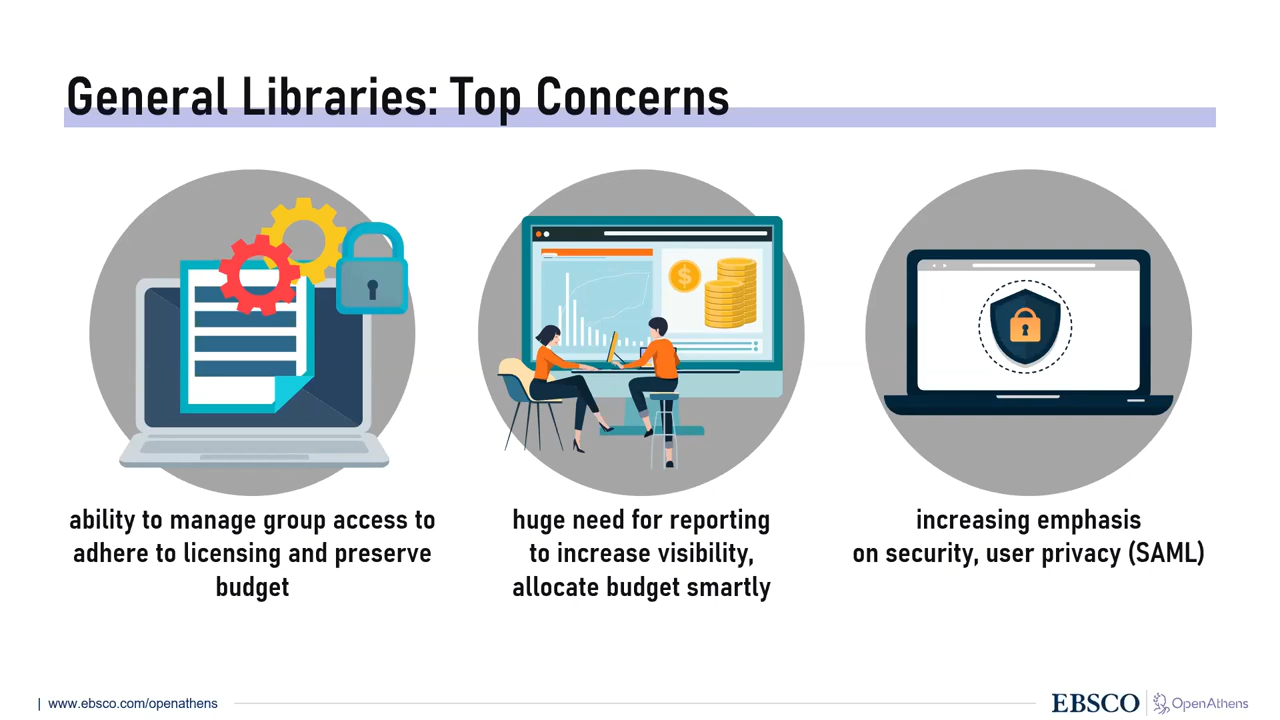 General Libraries: Top Concerns
ability to manage group access to
adhere to licensing and preserve
budget
huge need for reporting
to increase visibility,
allocate budget smartly
increasing emphasis
on security, user privacy (SAML)
| www.ebsco.com/openathens
EBSCO OpenAthens